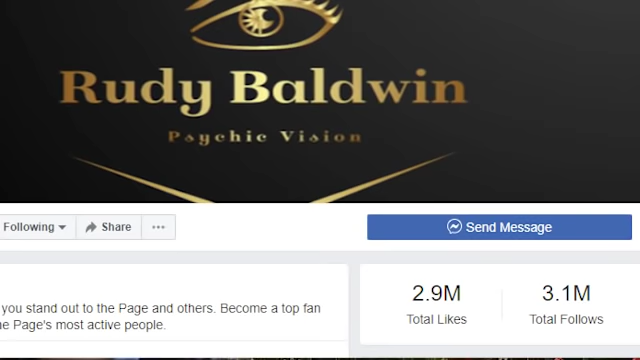 Rudy Baldwin
Psychic Vision
Following
Share
Send Message
2.9M
3.1M
Total Likes
Total Follows
you stand out to the Page and others. Become a top fan
Page's most active people.